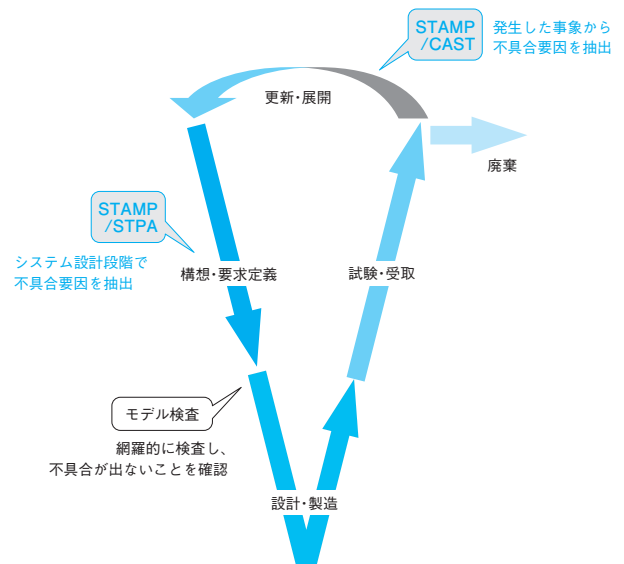 STAMP
/CAST
発生した事象から
不具合要因を抽出
更新・展開
廃棄
STAMP
/STPA
システム設計段階で
不具合要因を抽出
構想・要求定義
試験・受取
モデル検査
網羅的に検査し、
不具合が出ないことを確認
設計・製造